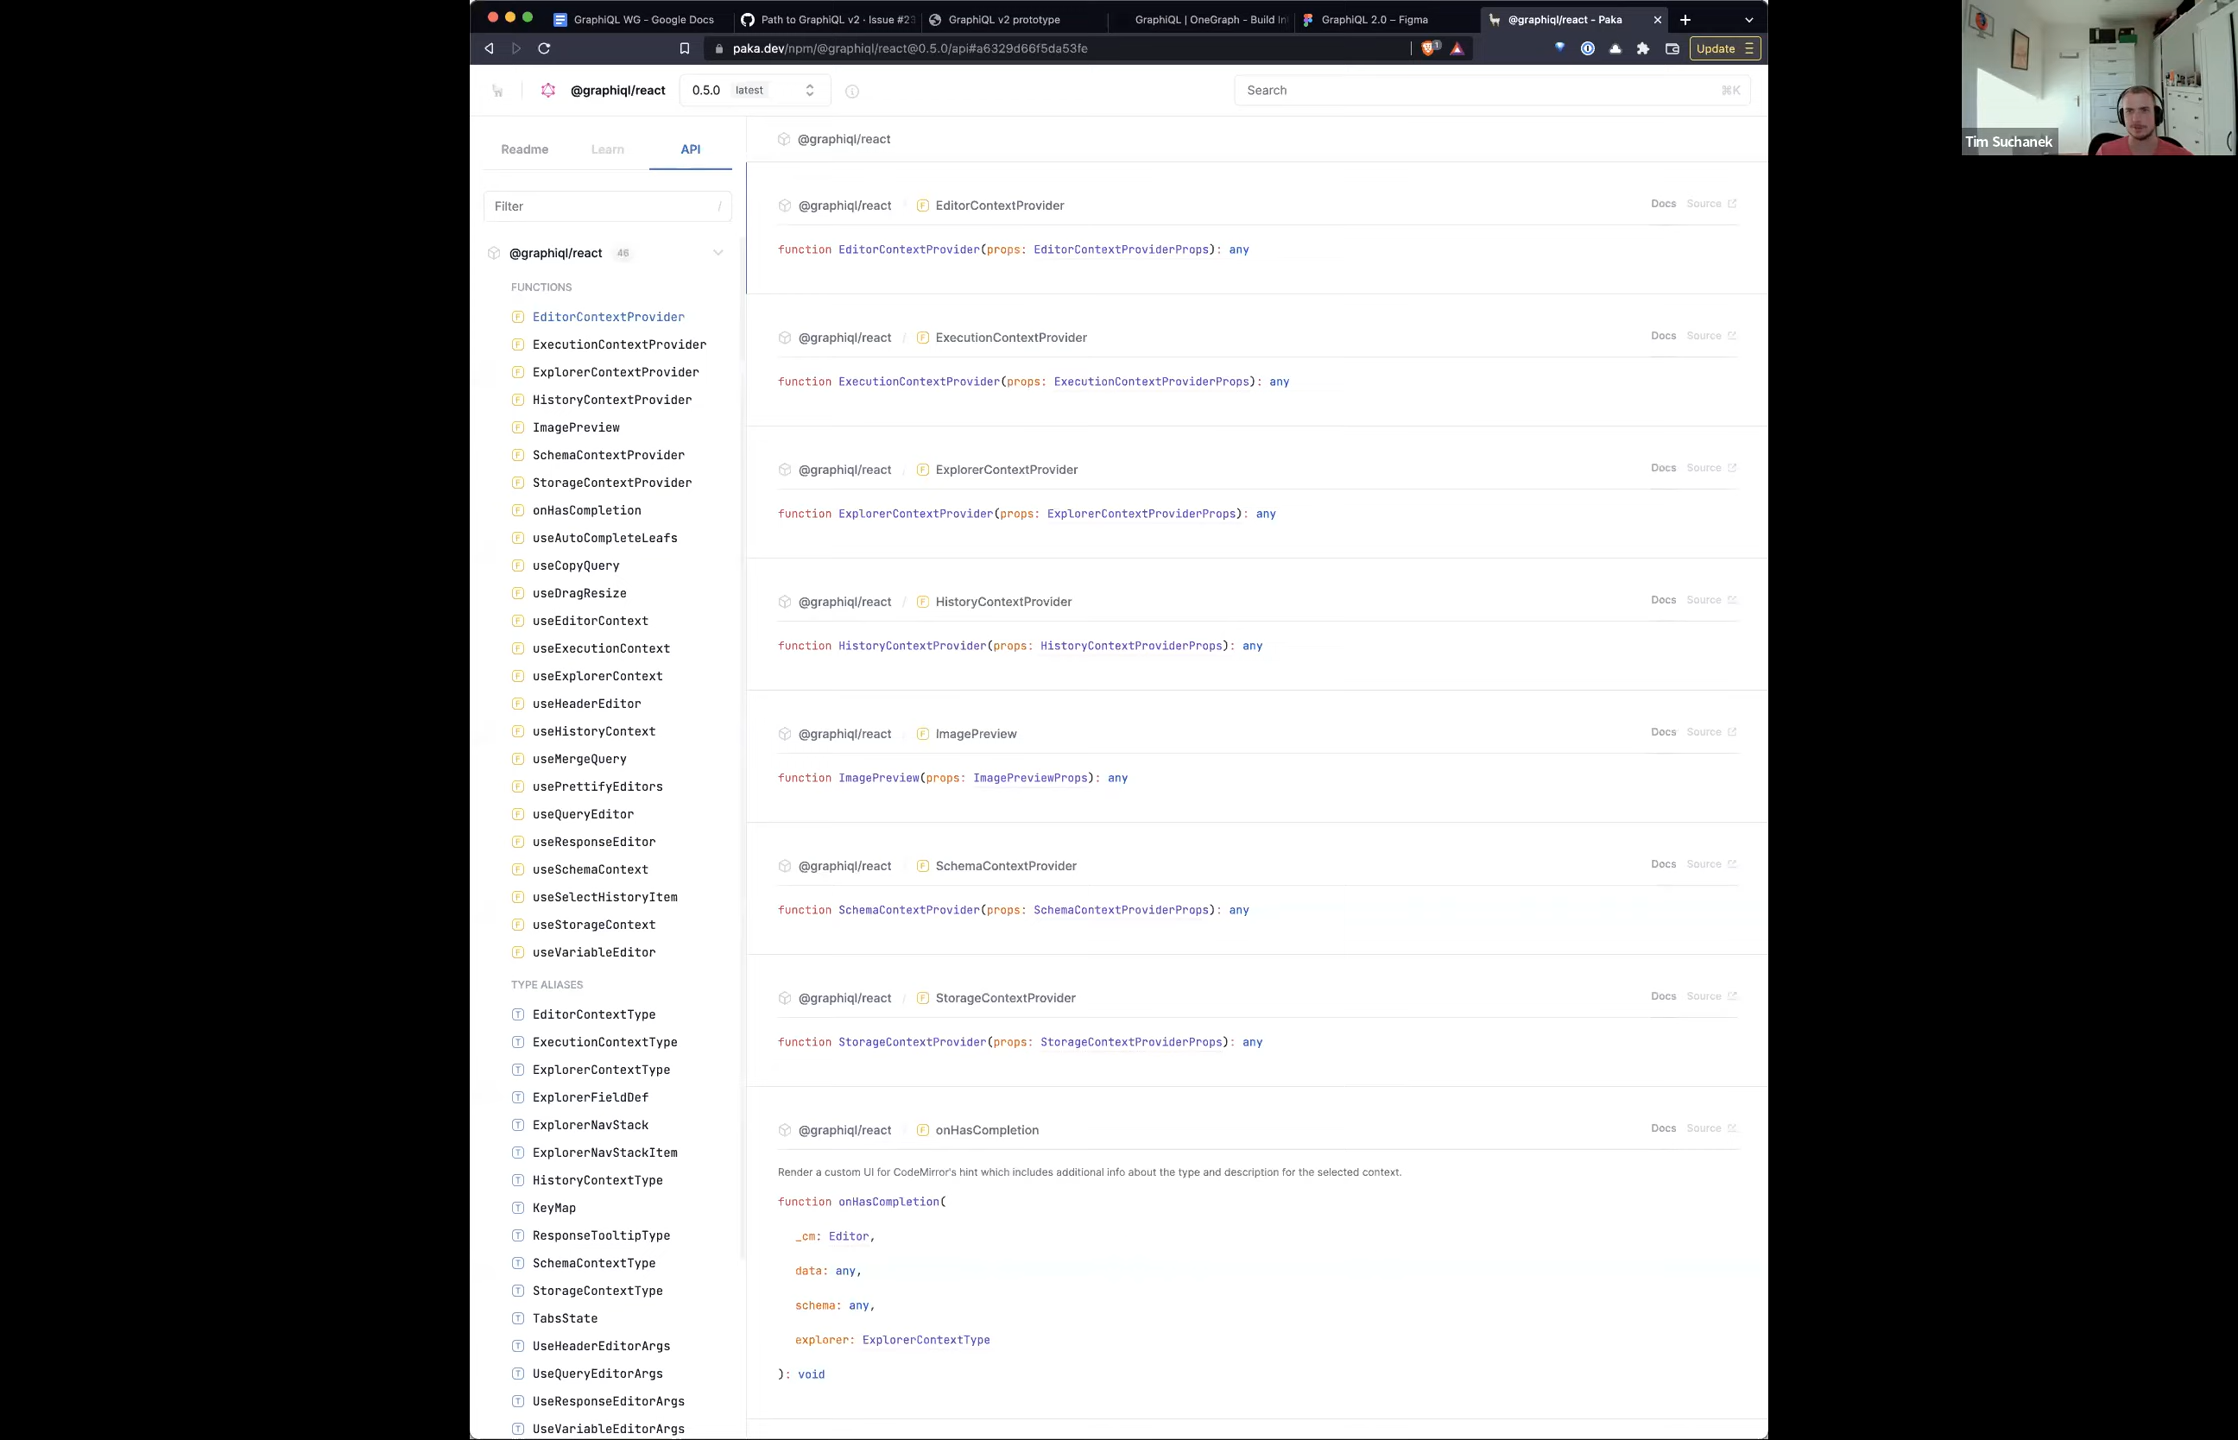 GraphiQL WG - Google Docs
Path to GraphiQL v2 · Issue #23
GraphiQL v2 prototype
GraphiQL | OneGraph - Build In
GraphiQL 2.0 – Figma
@graphiql/react - Paka
paka.dev/npm/@graphiql/react@0.5.0/api#a6329d66f5da53fe
1
Update
@graphiql/react
0.5.0 latest
Search
⌘K
Readme
Learn
API
Filter
/
@graphiql/react 46
FUNCTIONS
F EditorContextProvider
F ExecutionContextProvider
F ExplorerContextProvider
F HistoryContextProvider
F ImagePreview
F SchemaContextProvider
F StorageContextProvider
F onHasCompletion
F useAutoCompleteLeafs
F useCopyQuery
F useDragResize
F useEditorContext
F useExecutionContext
F useExplorerContext
F useHeaderEditor
F useHistoryContext
F useMergeQuery
F usePrettifyEditors
F useQueryEditor
F useResponseEditor
F useSchemaContext
F useSelectHistoryItem
F useStorageContext
F useVariableEditor
TYPE ALIASES
T EditorContextType
T ExecutionContextType
T ExplorerContextType
T ExplorerFieldDef
T ExplorerNavStack
T ExplorerNavStackItem
T HistoryContextType
T KeyMap
T ResponseTooltipType
T SchemaContextType
T StorageContextType
T TabsState
T UseHeaderEditorArgs
T UseQueryEditorArgs
T UseResponseEditorArgs
T UseVariableEditorArgs
@graphiql/react
@graphiql/react / F EditorContextProvider Docs Source
function EditorContextProvider(props: EditorContextProviderProps): any
@graphiql/react / F ExecutionContextProvider Docs Source
function ExecutionContextProvider(props: ExecutionContextProviderProps): any
@graphiql/react / F ExplorerContextProvider Docs Source
function ExplorerContextProvider(props: ExplorerContextProviderProps): any
@graphiql/react / F HistoryContextProvider Docs Source
function HistoryContextProvider(props: HistoryContextProviderProps): any
@graphiql/react / F ImagePreview Docs Source
function ImagePreview(props: ImagePreviewProps): any
@graphiql/react / F SchemaContextProvider Docs Source
function SchemaContextProvider(props: SchemaContextProviderProps): any
@graphiql/react / F StorageContextProvider Docs Source
function StorageContextProvider(props: StorageContextProviderProps): any
@graphiql/react / F onHasCompletion Docs Source
Render a custom UI for CodeMirror's hint which includes additional info about the type and description for the selected context.
function onHasCompletion(
_cm: Editor,
data: any,
schema: any,
explorer: ExplorerContextType
): void
Tim Suchanek